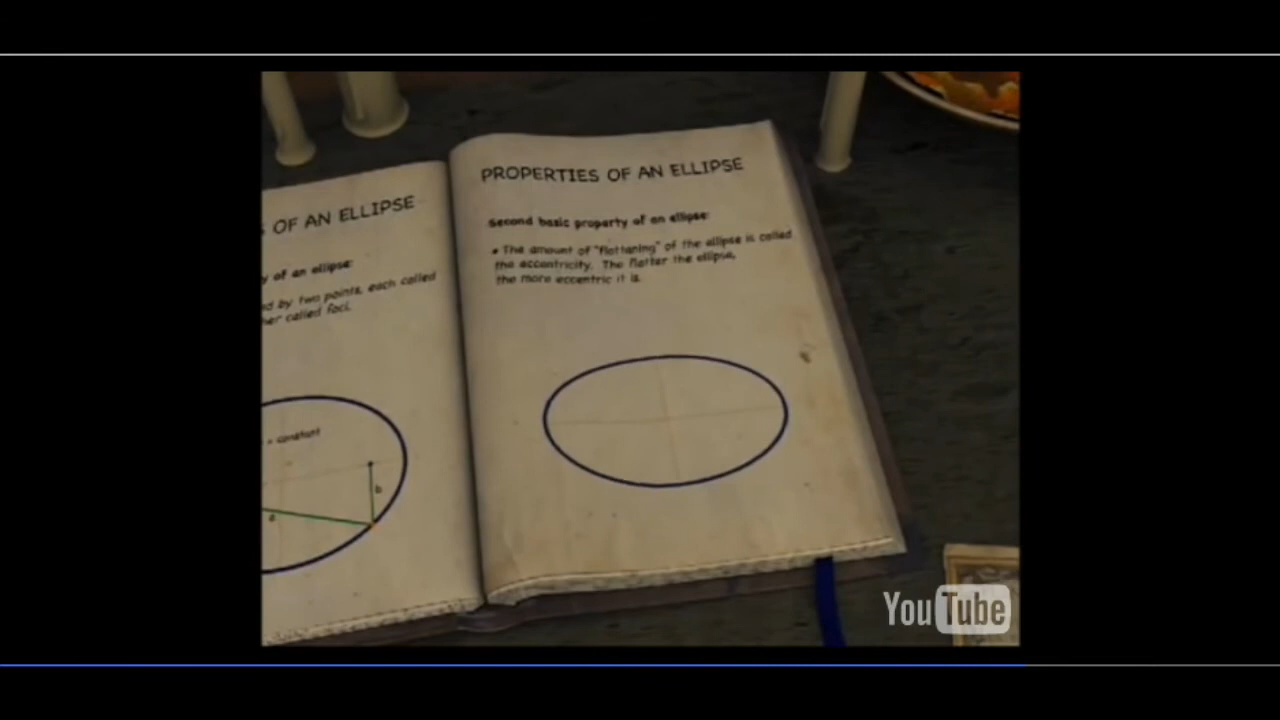 S OF AN ELLIPSE
y of an ellipse:
ed by two points, each called
her called foci.
= constant
b
a
PROPERTIES OF AN ELLIPSE
Second basic property of an ellipse:
• The amount of "flattening" of the ellipse is called
the eccentricity. The flatter the ellipse,
the more eccentric it is.
YouTube